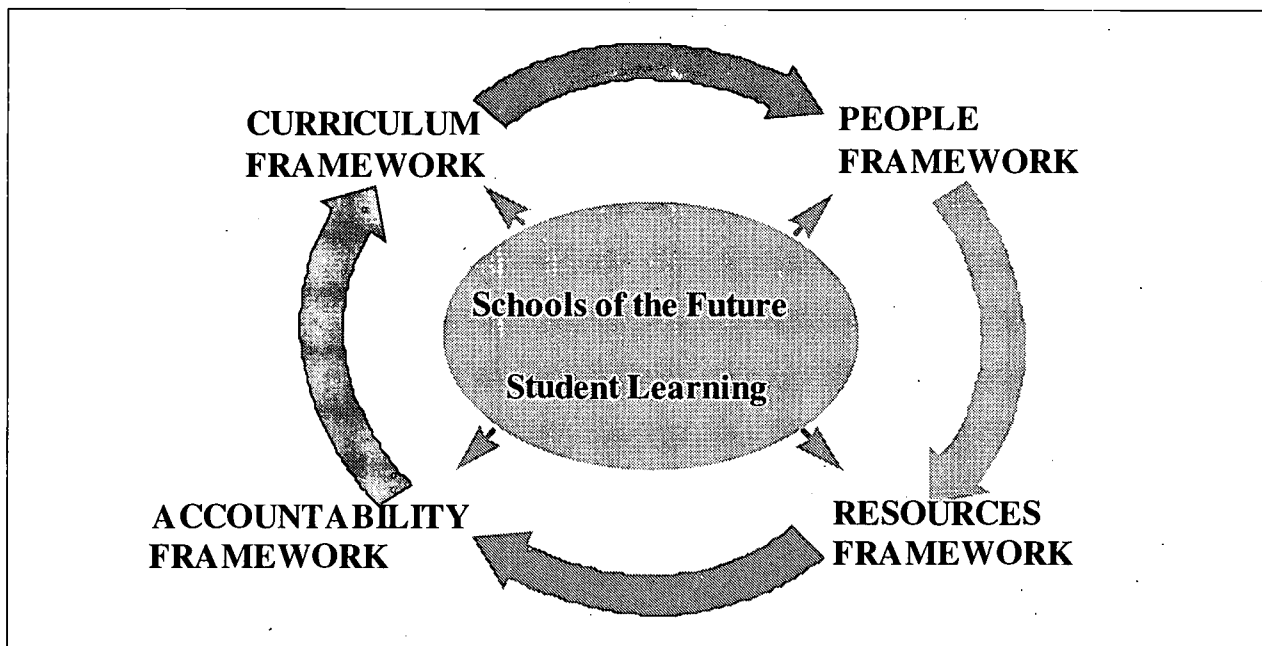 CURRICULUM
FRAMEWORK
PEOPLE
FRAMEWORK
Schools of the Future
Student Learning
ACCOUNTABILITY
FRAMEWORK
RESOURCES
FRAMEWORK